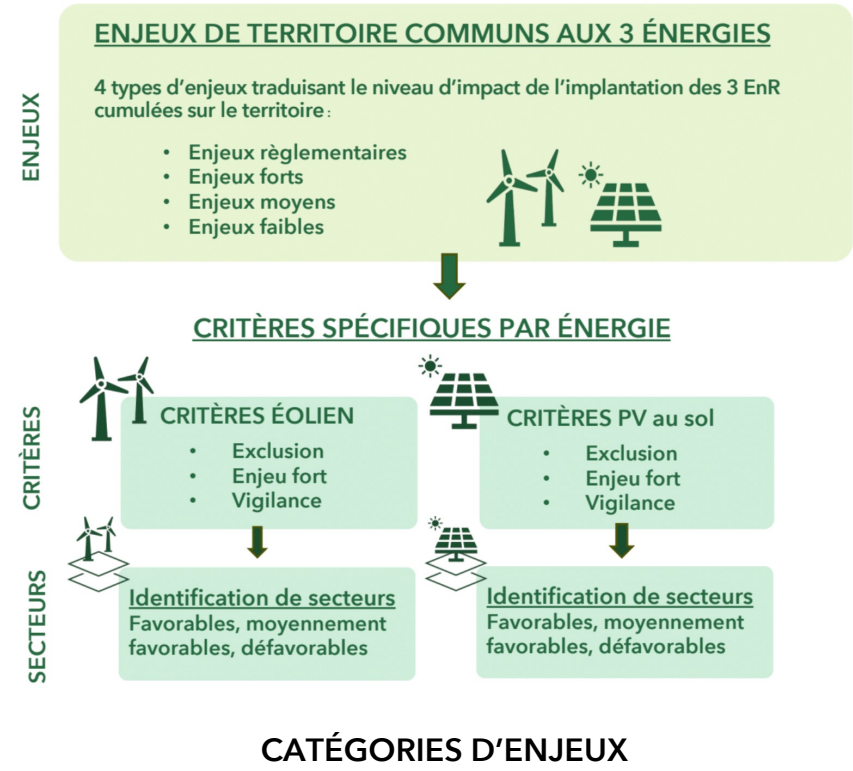 ENJEUX DE TERRITOIRE COMMUNS AUX 3 ÉNERGIES
4 types d'enjeux traduisant le niveau d'impact de l'implantation des 3 EnR
cumulées sur le territoire :
• Enjeux règlementaires
• Enjeux forts
• Enjeux moyens
• Enjeux faibles
ENJEUX
CRITÈRES SPÉCIFIQUES PAR ÉNERGIE
CRITÈRES
CRITÈRES ÉOLIEN
• Exclusion
• Enjeu fort
• Vigilance
CRITÈRES PV au sol
• Exclusion
• Enjeu fort
• Vigilance
SECTEURS
Identification de secteurs
Favorables, moyennement
favorables, défavorables
Identification de secteurs
Favorables, moyennement
favorables, défavorables
CATÉGORIES D'ENJEUX